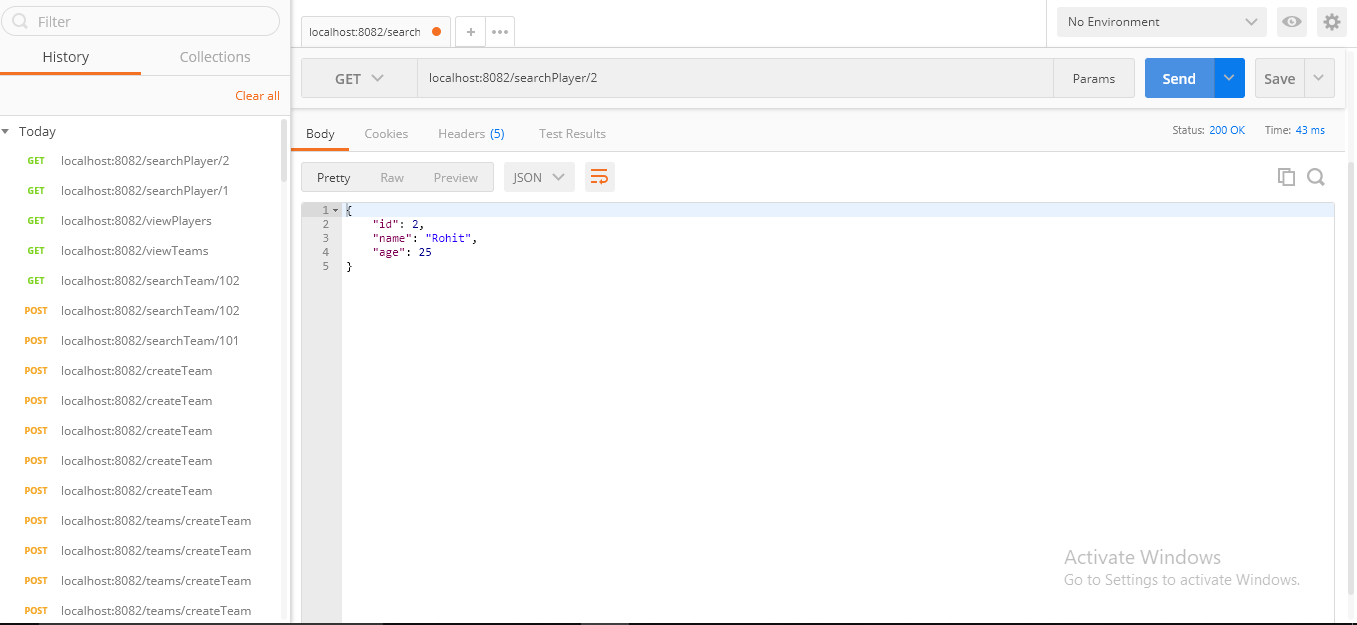 Filter
History Collections
Clear all
Today
GET localhost:8082/searchPlayer/2
GET localhost:8082/searchPlayer/1
GET localhost:8082/viewPlayers
GET localhost:8082/viewTeams
GET localhost:8082/searchTeam/102
POST localhost:8082/searchTeam/102
POST localhost:8082/searchTeam/101
POST localhost:8082/createTeam
POST localhost:8082/createTeam
POST localhost:8082/createTeam
POST localhost:8082/createTeam
POST localhost:8082/createTeam
POST localhost:8082/teams/createTeam
POST localhost:8082/teams/createTeam
POST localhost:8082/teams/createTeam
POST localhost:8082/teams/createTeam
localhost:8082/search
No Environment
GET localhost:8082/searchPlayer/2 Params Send Save
Body Cookies Headers (5) Test Results Status: 200 OK Time: 43 ms
Pretty Raw Preview JSON
1 {
2 "id": 2,
3 "name": "Rohit",
4 "age": 25
5 }
Activate Windows
Go to Settings to activate Windows.